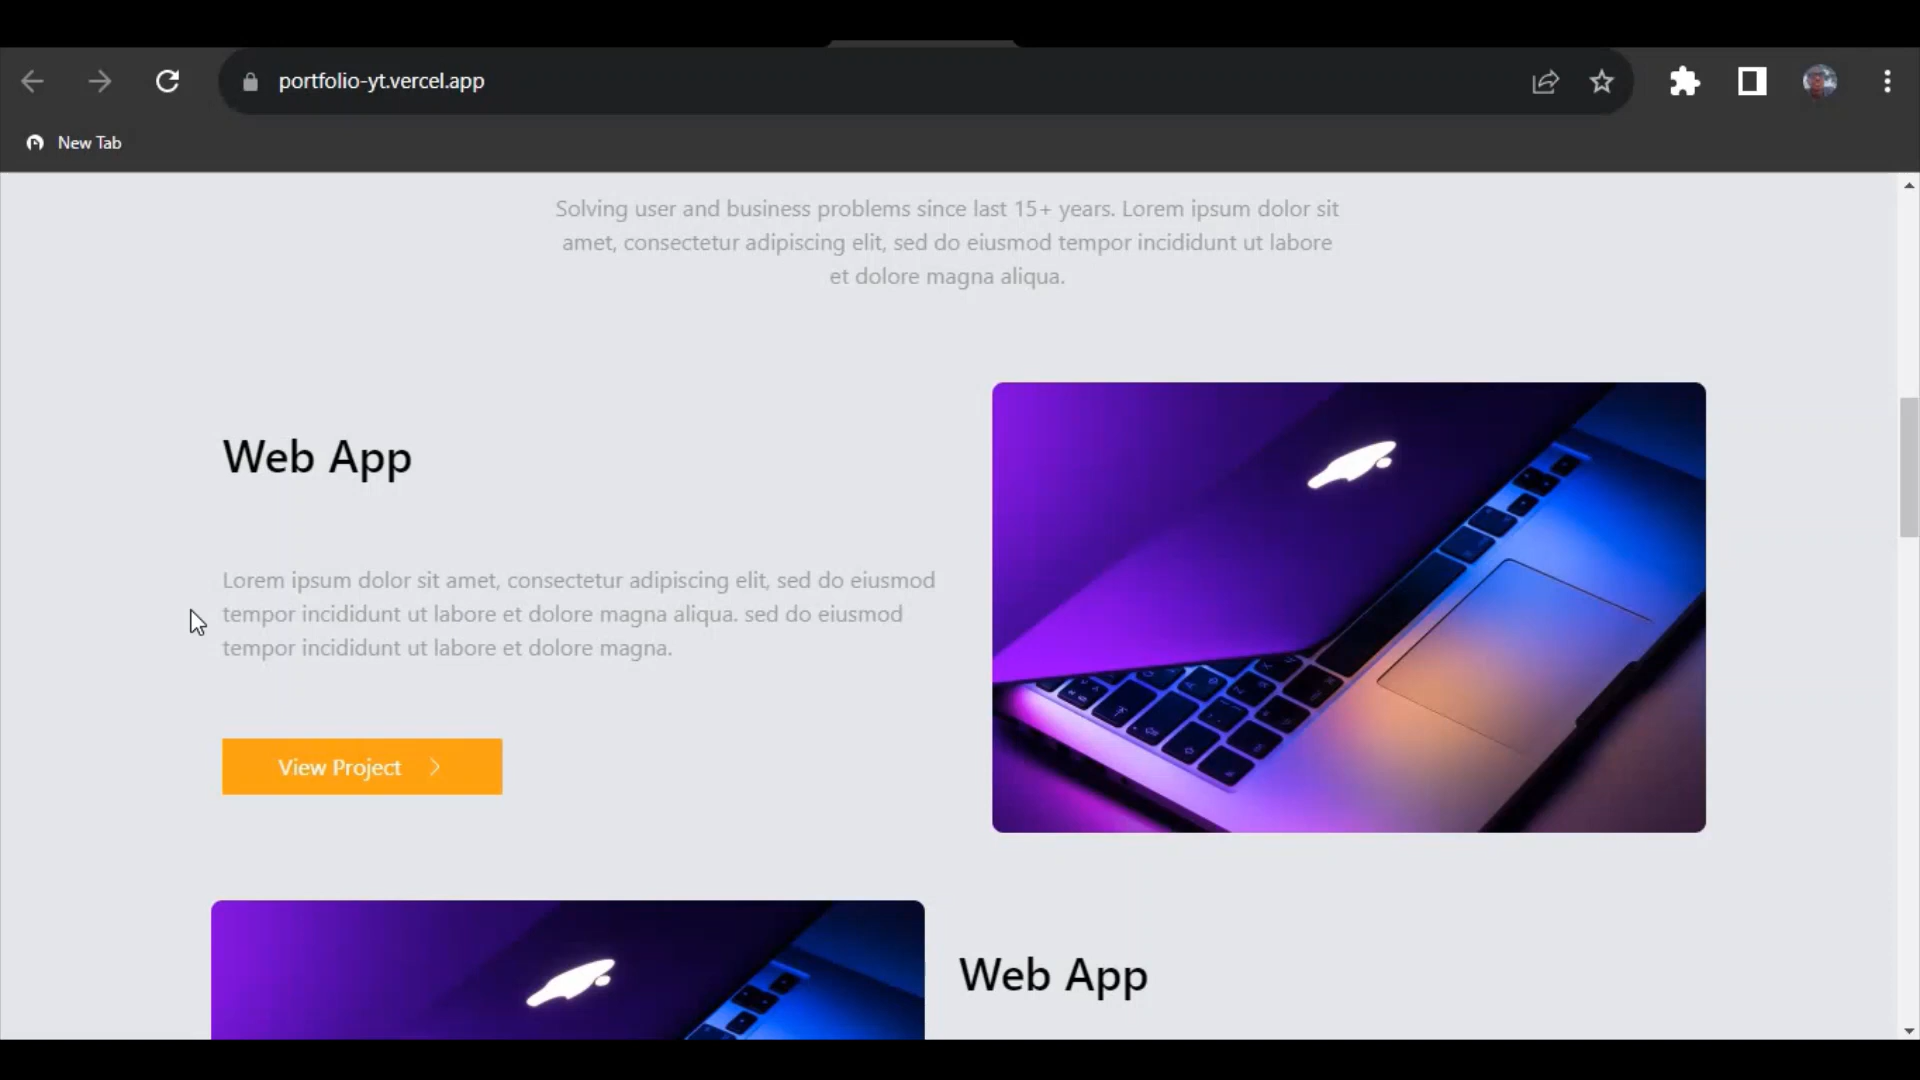 portfolio-yt.vercel.app
New Tab
Solving user and business problems since last 15+ years. Lorem ipsum dolor sit
amet, consectetur adipiscing elit, sed do eiusmod tempor incididunt ut labore
et dolore magna aliqua.
Web App
Lorem ipsum dolor sit amet, consectetur adipiscing elit, sed do eiusmod
tempor incididunt ut labore et dolore magna aliqua. sed do eiusmod
tempor incididunt ut labore et dolore magna.
View Project
Web App